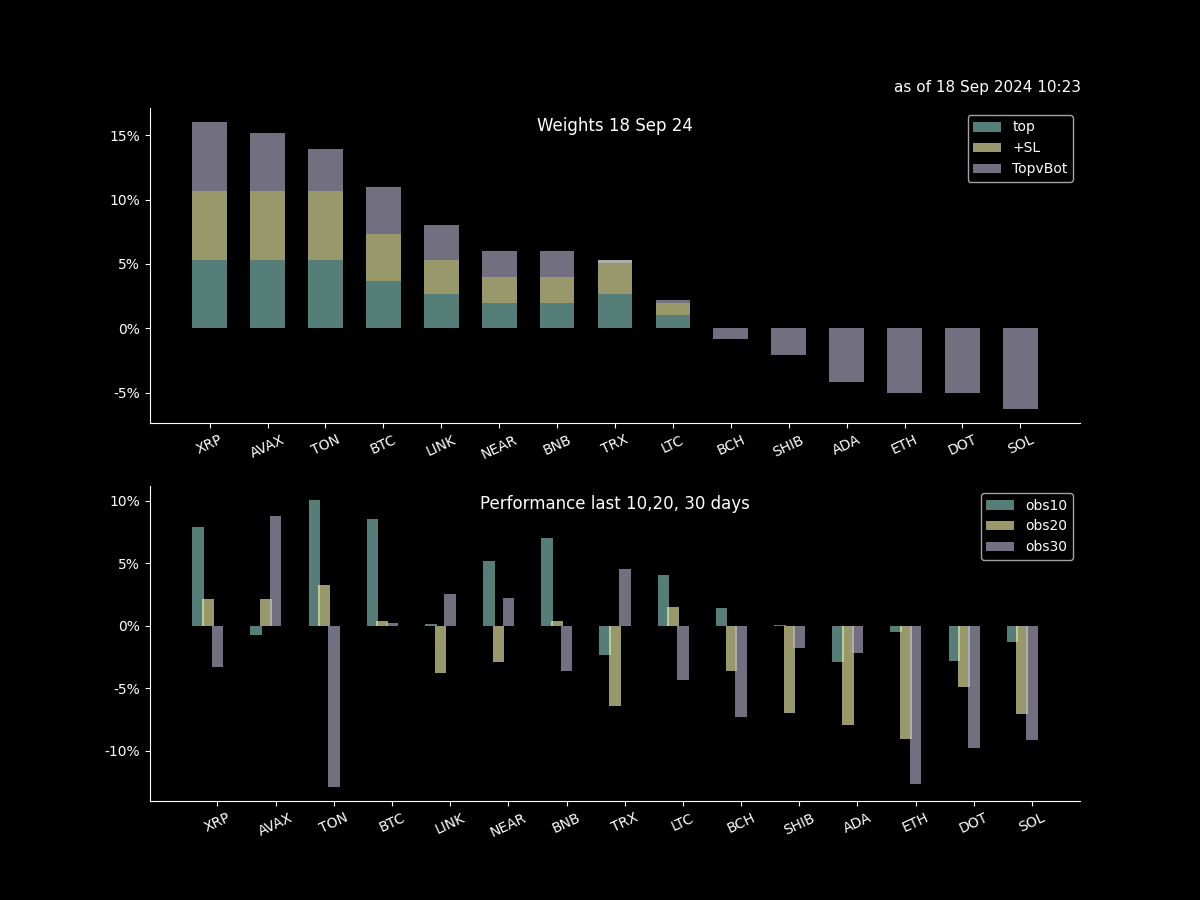 as of 18 Sep 2024 10:23
Weights 18 Sep 24
top
+SL
TopvBot
15%
10%
5%
0%
-5%
XRP AVAX TON BTC LINK NEAR BNB TRX LTC BCH SHIB ADA ETH DOT SOL
Performance last 10,20, 30 days
obs10
obs20
obs30
10%
5%
0%
-5%
-10%
XRP AVAX TON BTC LINK NEAR BNB TRX LTC BCH SHIB ADA ETH DOT SOL